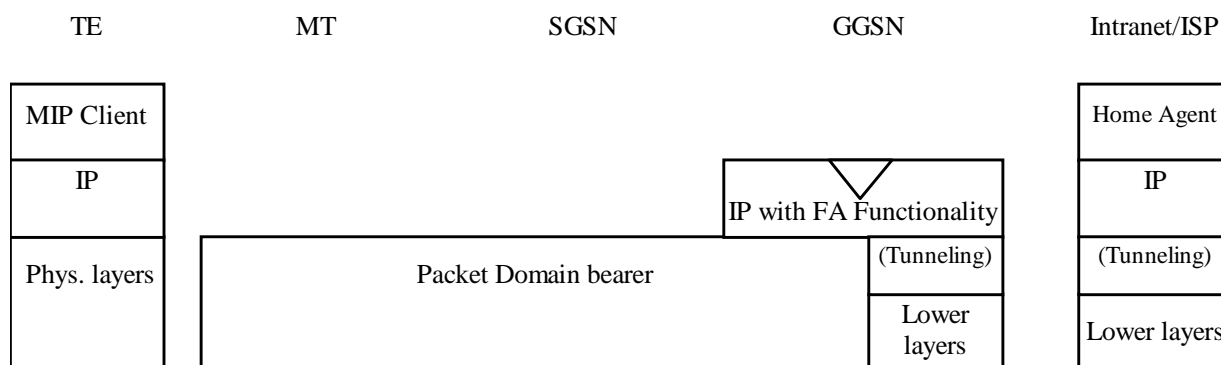 TE MT SGSN GGSN Intranet/ISP
MIP Client Home Agent
IP IP
IP with FA Functionality
Phys. layers Packet Domain bearer (Tunneling) (Tunneling)
Lower
layers Lower layers